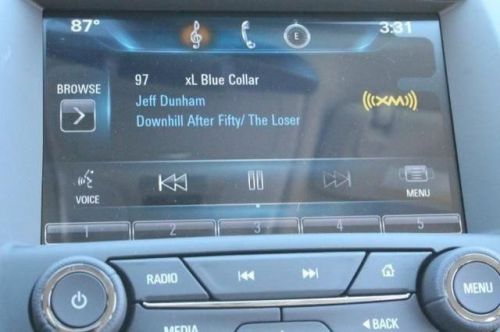 87°
E
3:31
97 xL Blue Collar
BROWSE
Jeff Dunham
Downhill After Fifty/ The Loser
((XM))
VOICE
MENU
1 2 3 4 5
RADIO
MENU
BACK
MEDIA